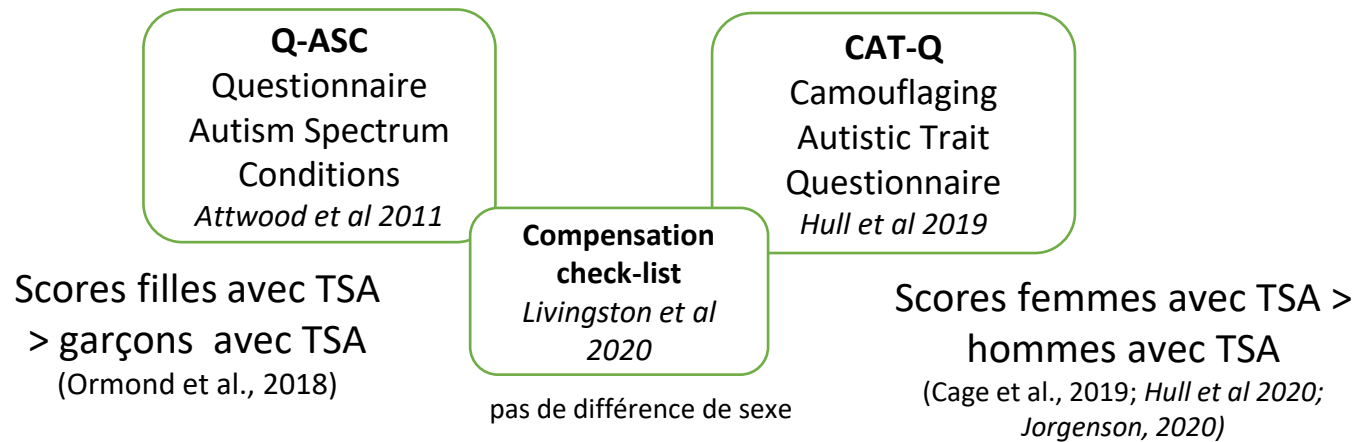 Q-ASC
Questionnaire
Autism Spectrum
Conditions
Attwood et al 2011
CAT-Q
Camouflaging
Autistic Trait
Questionnaire
Hull et al 2019
Compensation
check-list
Livingston et al
2020
Scores filles avec TSA
> garçons avec TSA
(Ormond et al., 2018)
pas de différence de sexe
Scores femmes avec TSA >
hommes avec TSA
(Cage et al., 2019; Hull et al 2020;
Jorgenson, 2020)